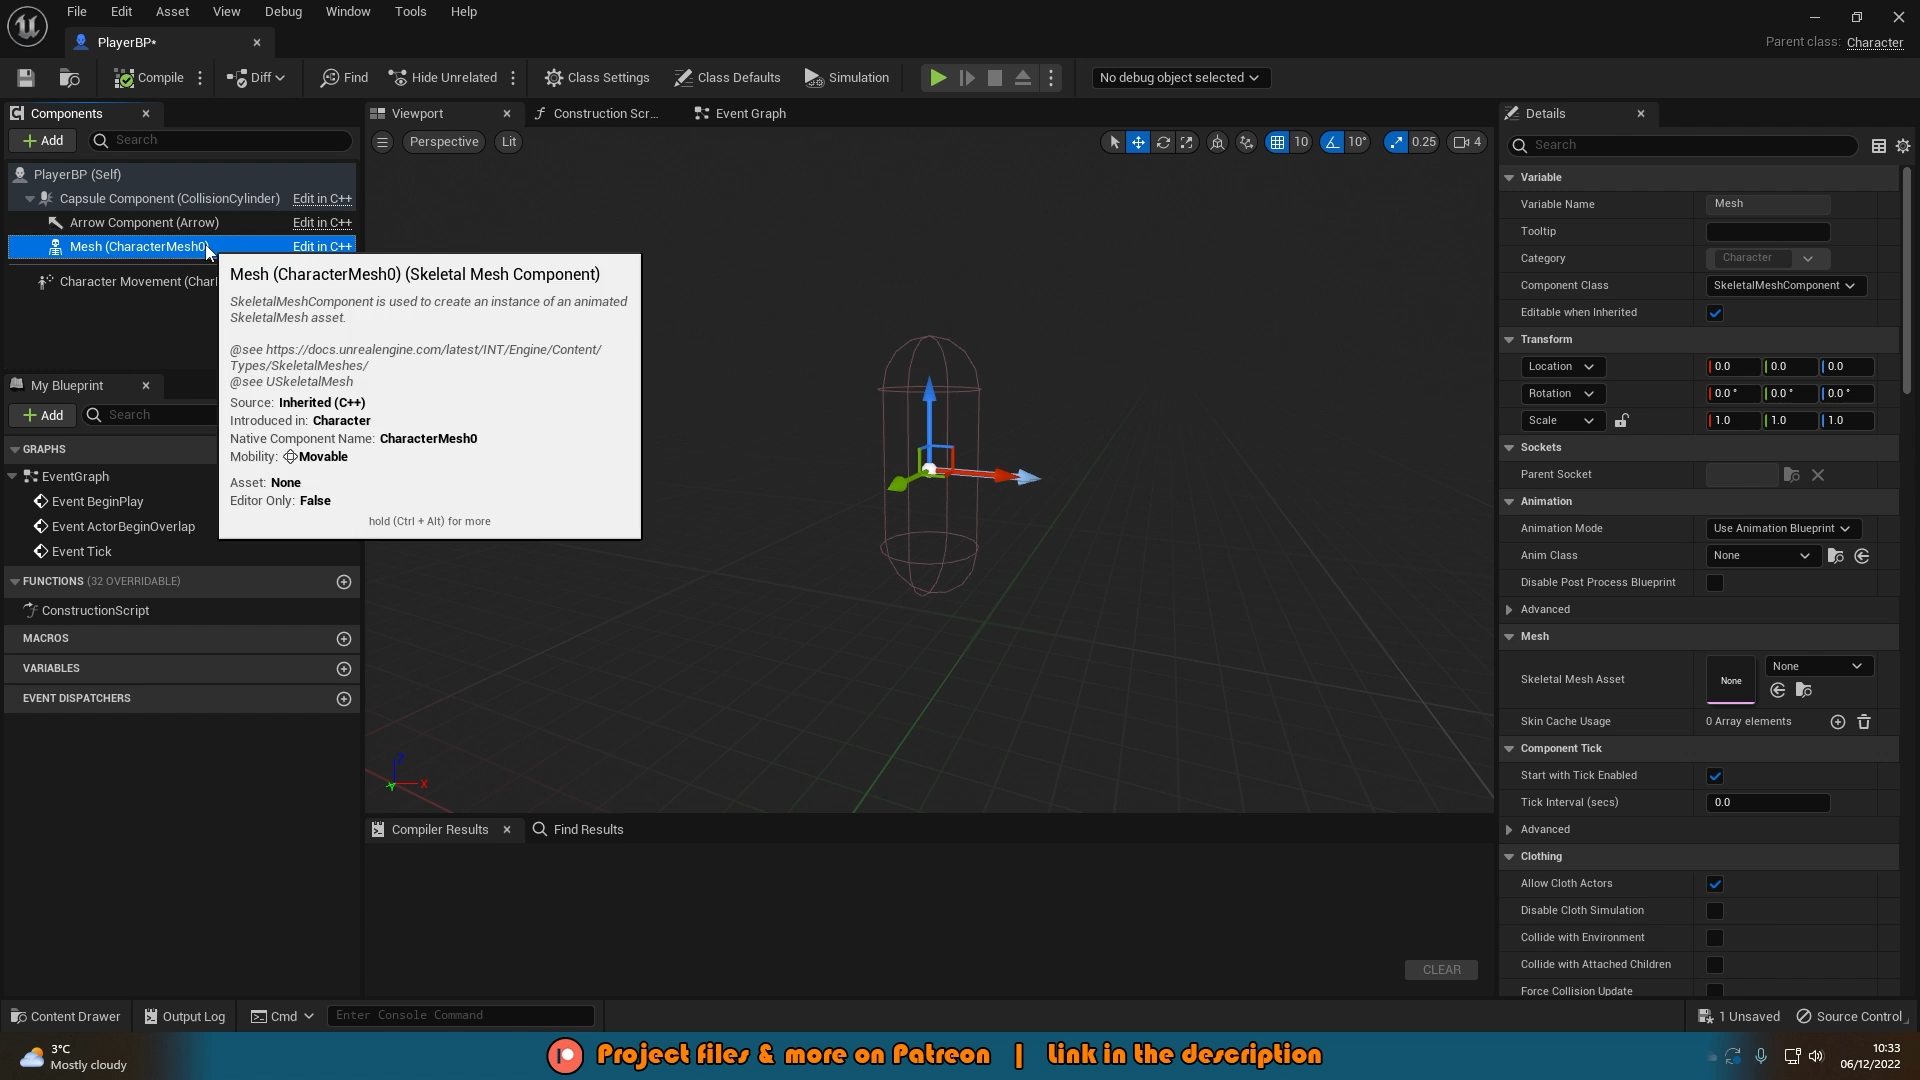 File Edit Asset View Debug Window Tools Help
PlayerBP*
Parent class: Character
Compile Diff Find Hide Unrelated Class Settings Class Defaults Simulation No debug object selected
Components Viewport Construction Scr... Event Graph Details
Add Search Perspective Lit 10 10° 0.25 4 Search
PlayerBP (Self)
Capsule Component (CollisionCylinder) Edit in C++
Arrow Component (Arrow) Edit in C++
Mesh (CharacterMesh0) Edit in C++
Character Movement (Char
Mesh (CharacterMesh0) (Skeletal Mesh Component)
SkeletalMeshComponent is used to create an instance of an animated
SkeletalMesh asset.
@see https://docs.unrealengine.com/latest/INT/Engine/Content/
Types/SkeletalMeshes/
@see USkeletalMesh
Source: Inherited (C++)
Introduced in: Character
Native Component Name: CharacterMesh0
Mobility: Movable
Asset: None
Editor Only: False
hold (Ctrl + Alt) for more
My Blueprint
Add Search
GRAPHS
EventGraph
Event BeginPlay
Event ActorBeginOverlap
Event Tick
FUNCTIONS (32 OVERRIDABLE)
ConstructionScript
MACROS
VARIABLES
EVENT DISPATCHERS
Z
X
Y
Compiler Results Find Results
CLEAR
Variable
Variable Name Mesh
Tooltip
Category Character
Component Class SkeletalMeshComponent
Editable when Inherited
Transform
Location 0.0 0.0 0.0
Rotation 0.0 ° 0.0 ° 0.0 °
Scale 1.0 1.0 1.0
Sockets
Parent Socket
Animation
Animation Mode Use Animation Blueprint
Anim Class None
Disable Post Process Blueprint
Advanced
Mesh
Skeletal Mesh Asset None None
Skin Cache Usage 0 Array elements
Component Tick
Start with Tick Enabled
Tick Interval (secs) 0.0
Advanced
Clothing
Allow Cloth Actors
Disable Cloth Simulation
Collide with Environment
Collide with Attached Children
Force Collision Update
Content Drawer Output Log Cmd Enter Console Command 1 Unsaved Source Control
3°C
Mostly cloudy
Project files & more on Patreon | Link in the description
10:33
06/12/2022